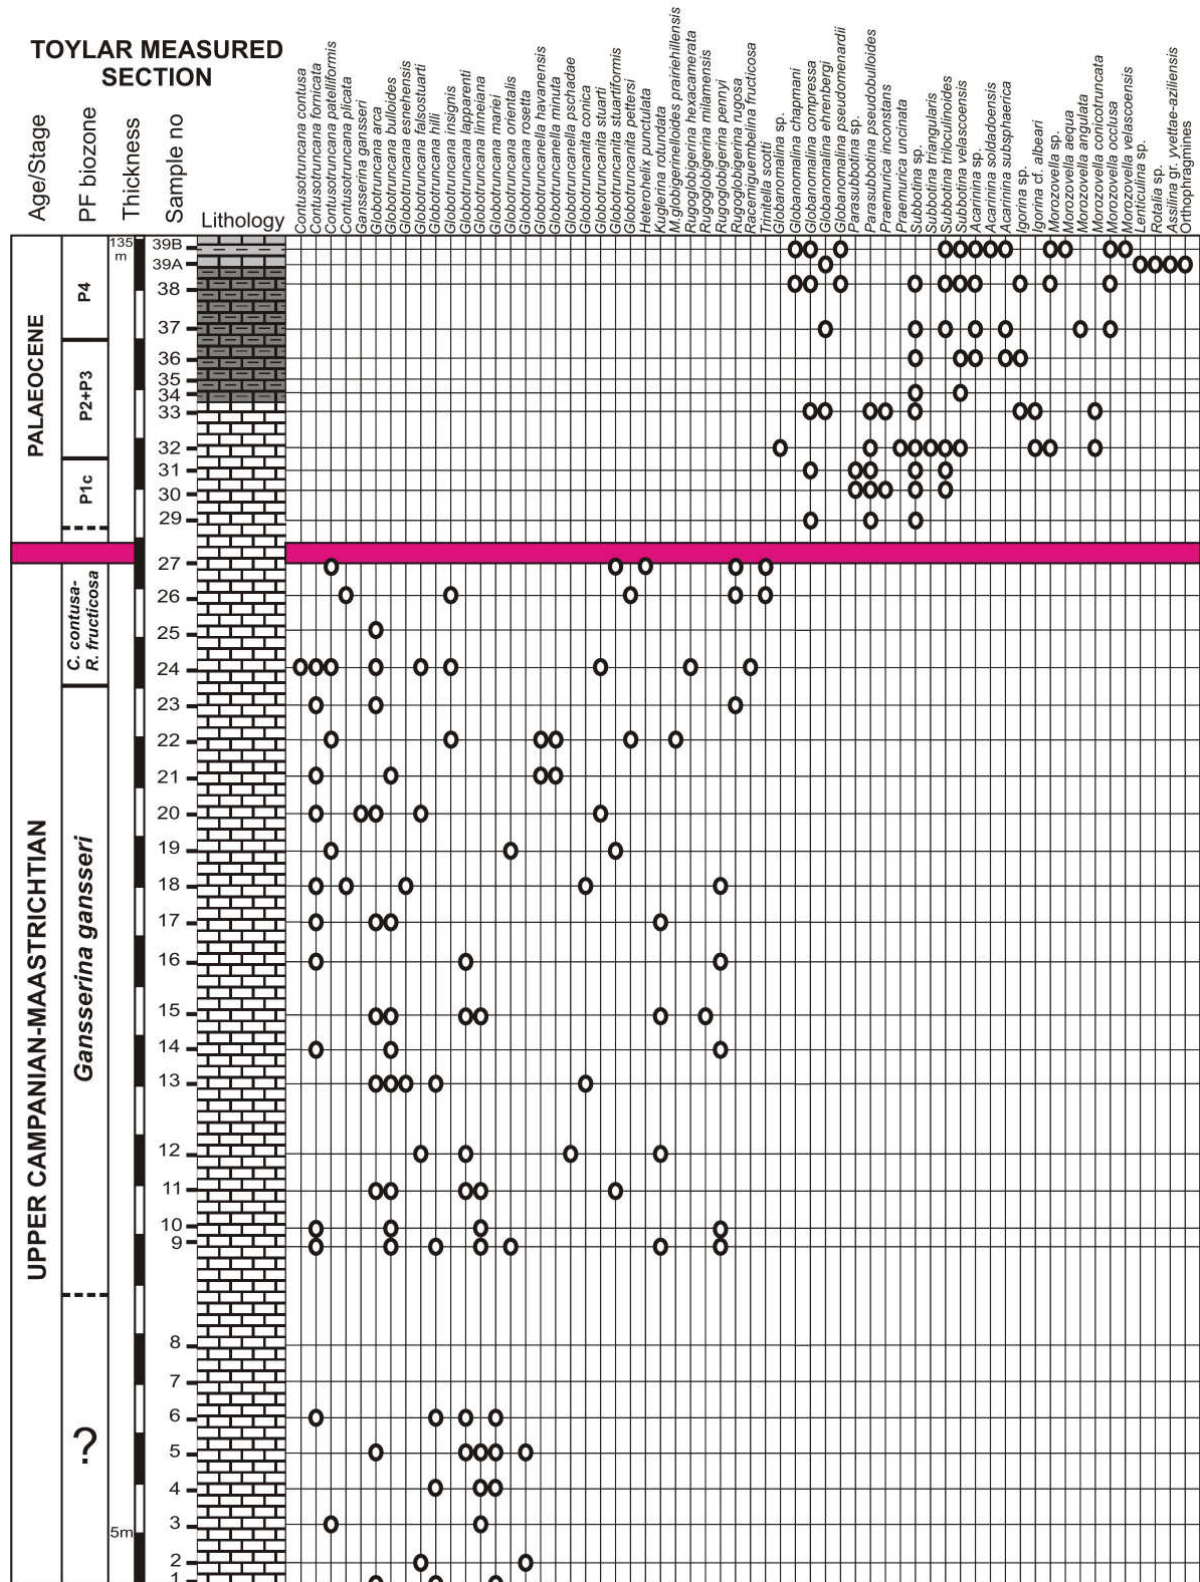 TOYLAR MEASURED
SECTION
Age/Stage
PF biozone
Thickness
Sample no
Lithology
Contusotruncana contusa
Contusotruncana fornicata
Contusotruncana patelliformis
Contusotruncana plicata
Gansserina gansseri
Globotruncana arca
Globotruncana bulloides
Globotruncana esnehensis
Globotruncana falsostuarti
Globotruncana hilli
Globotruncana insignis
Globotruncana lapparenti
Globotruncana linneiana
Globotruncana mariei
Globotruncana orientalis
Globotruncana rosetta
Globotruncanella havanensis
Globotruncanella minuta
Globotruncanella pschadae
Globotruncanita conica
Globotruncanita stuarti
Globotruncanita stuartiformis
Globotruncanita pettersi
Heterohelix punctulata
Kuglerina rotundata
M.globigerinelloides prairiehillensis
Rugoglobigerina hexacamerata
Rugoglobigerina milamensis
Rugoglobigerina pennyi
Rugoglobigerina rugosa
Racemiguembelina fructicosa
Trinitella scotti
Globanomalina sp.
Globanomalina chapmani
Globanomalina compressa
Globanomalina ehrenbergi
Globanomalina pseudomenardii
Parasubbotina sp.
Parasubbotina pseudobulloides
Praemurica inconstans
Praemurica uncinata
Subbotina sp.
Subbotina triangularis
Subbotina triloculinoides
Subbotina velascoensis
Acarinina sp.
Acarinina soldadoensis
Acarinina subsphaerica
Igorina sp.
Igorina cf. albeari
Morozovella sp.
Morozovella aequa
Morozovella angulata
Morozovella conicotruncata
Morozovella occlusa
Morozovella velascoensis
Lenticulina sp.
Rotalia sp.
Assilina gr. yvettae-aziliensis
Orthophragmines
135
m
39B
39A
38
37
36
35
34
33
32
31
30
29
27
26
25
24
23
22
21
20
19
18
17
16
15
14
13
12
11
10
9
8
7
6
5
4
3
5m
2
1
PALAEOCENE
P4
P2+P3
P1c
C. contusa-
R. fructicosa
UPPER CAMPANIAN-MAASTRICHTIAN
Gansserina gansseri
?